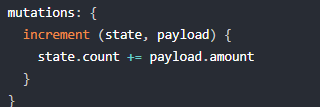 mutations: {
  increment (state, payload) {
    state.count += payload.amount
  }
}